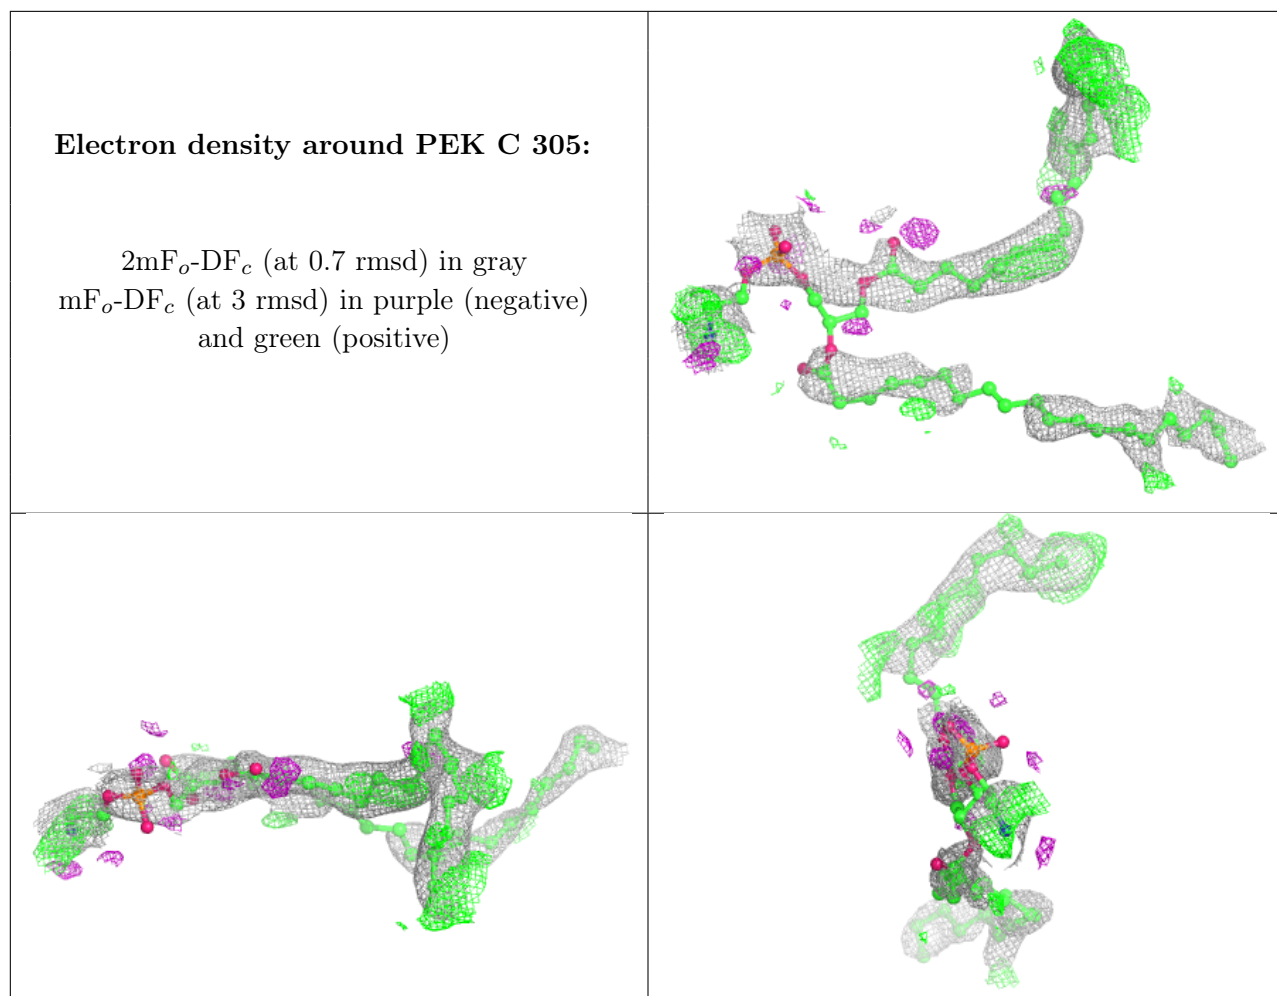 Electron density around PEK C 305:
2mFo-DFc (at 0.7 rmsd) in gray
mFo-DFc (at 3 rmsd) in purple (negative)
and green (positive)